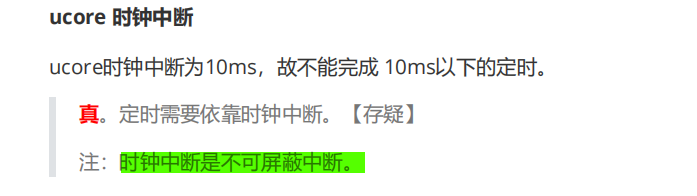 ucore 时钟中断
ucore时钟中断为10ms，故不能完成 10ms以下的定时。
真。定时需要依靠时钟中断。【存疑】
注：时钟中断是不可屏蔽中断。